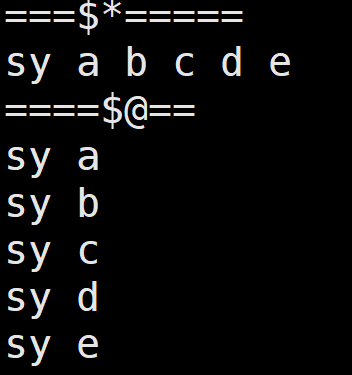 ===$*=====
sy a b c d e
====$@==
sy a
sy b
sy c
sy d
sy e